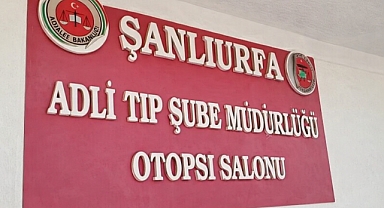 ŞANLIURFA
ADLİ TIP ŞUBE MÜDÜRLÜĞÜ
OTOPSI SALONU